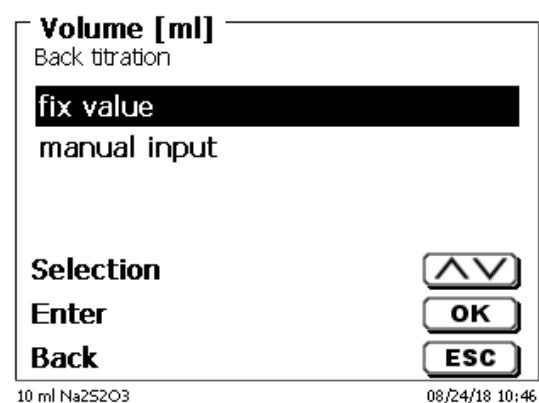 Volume [ml]
Back titration
fix value
manual input
Selection
Enter OK
Back ESC
10 ml Na2S2O3 08/24/18 10:46